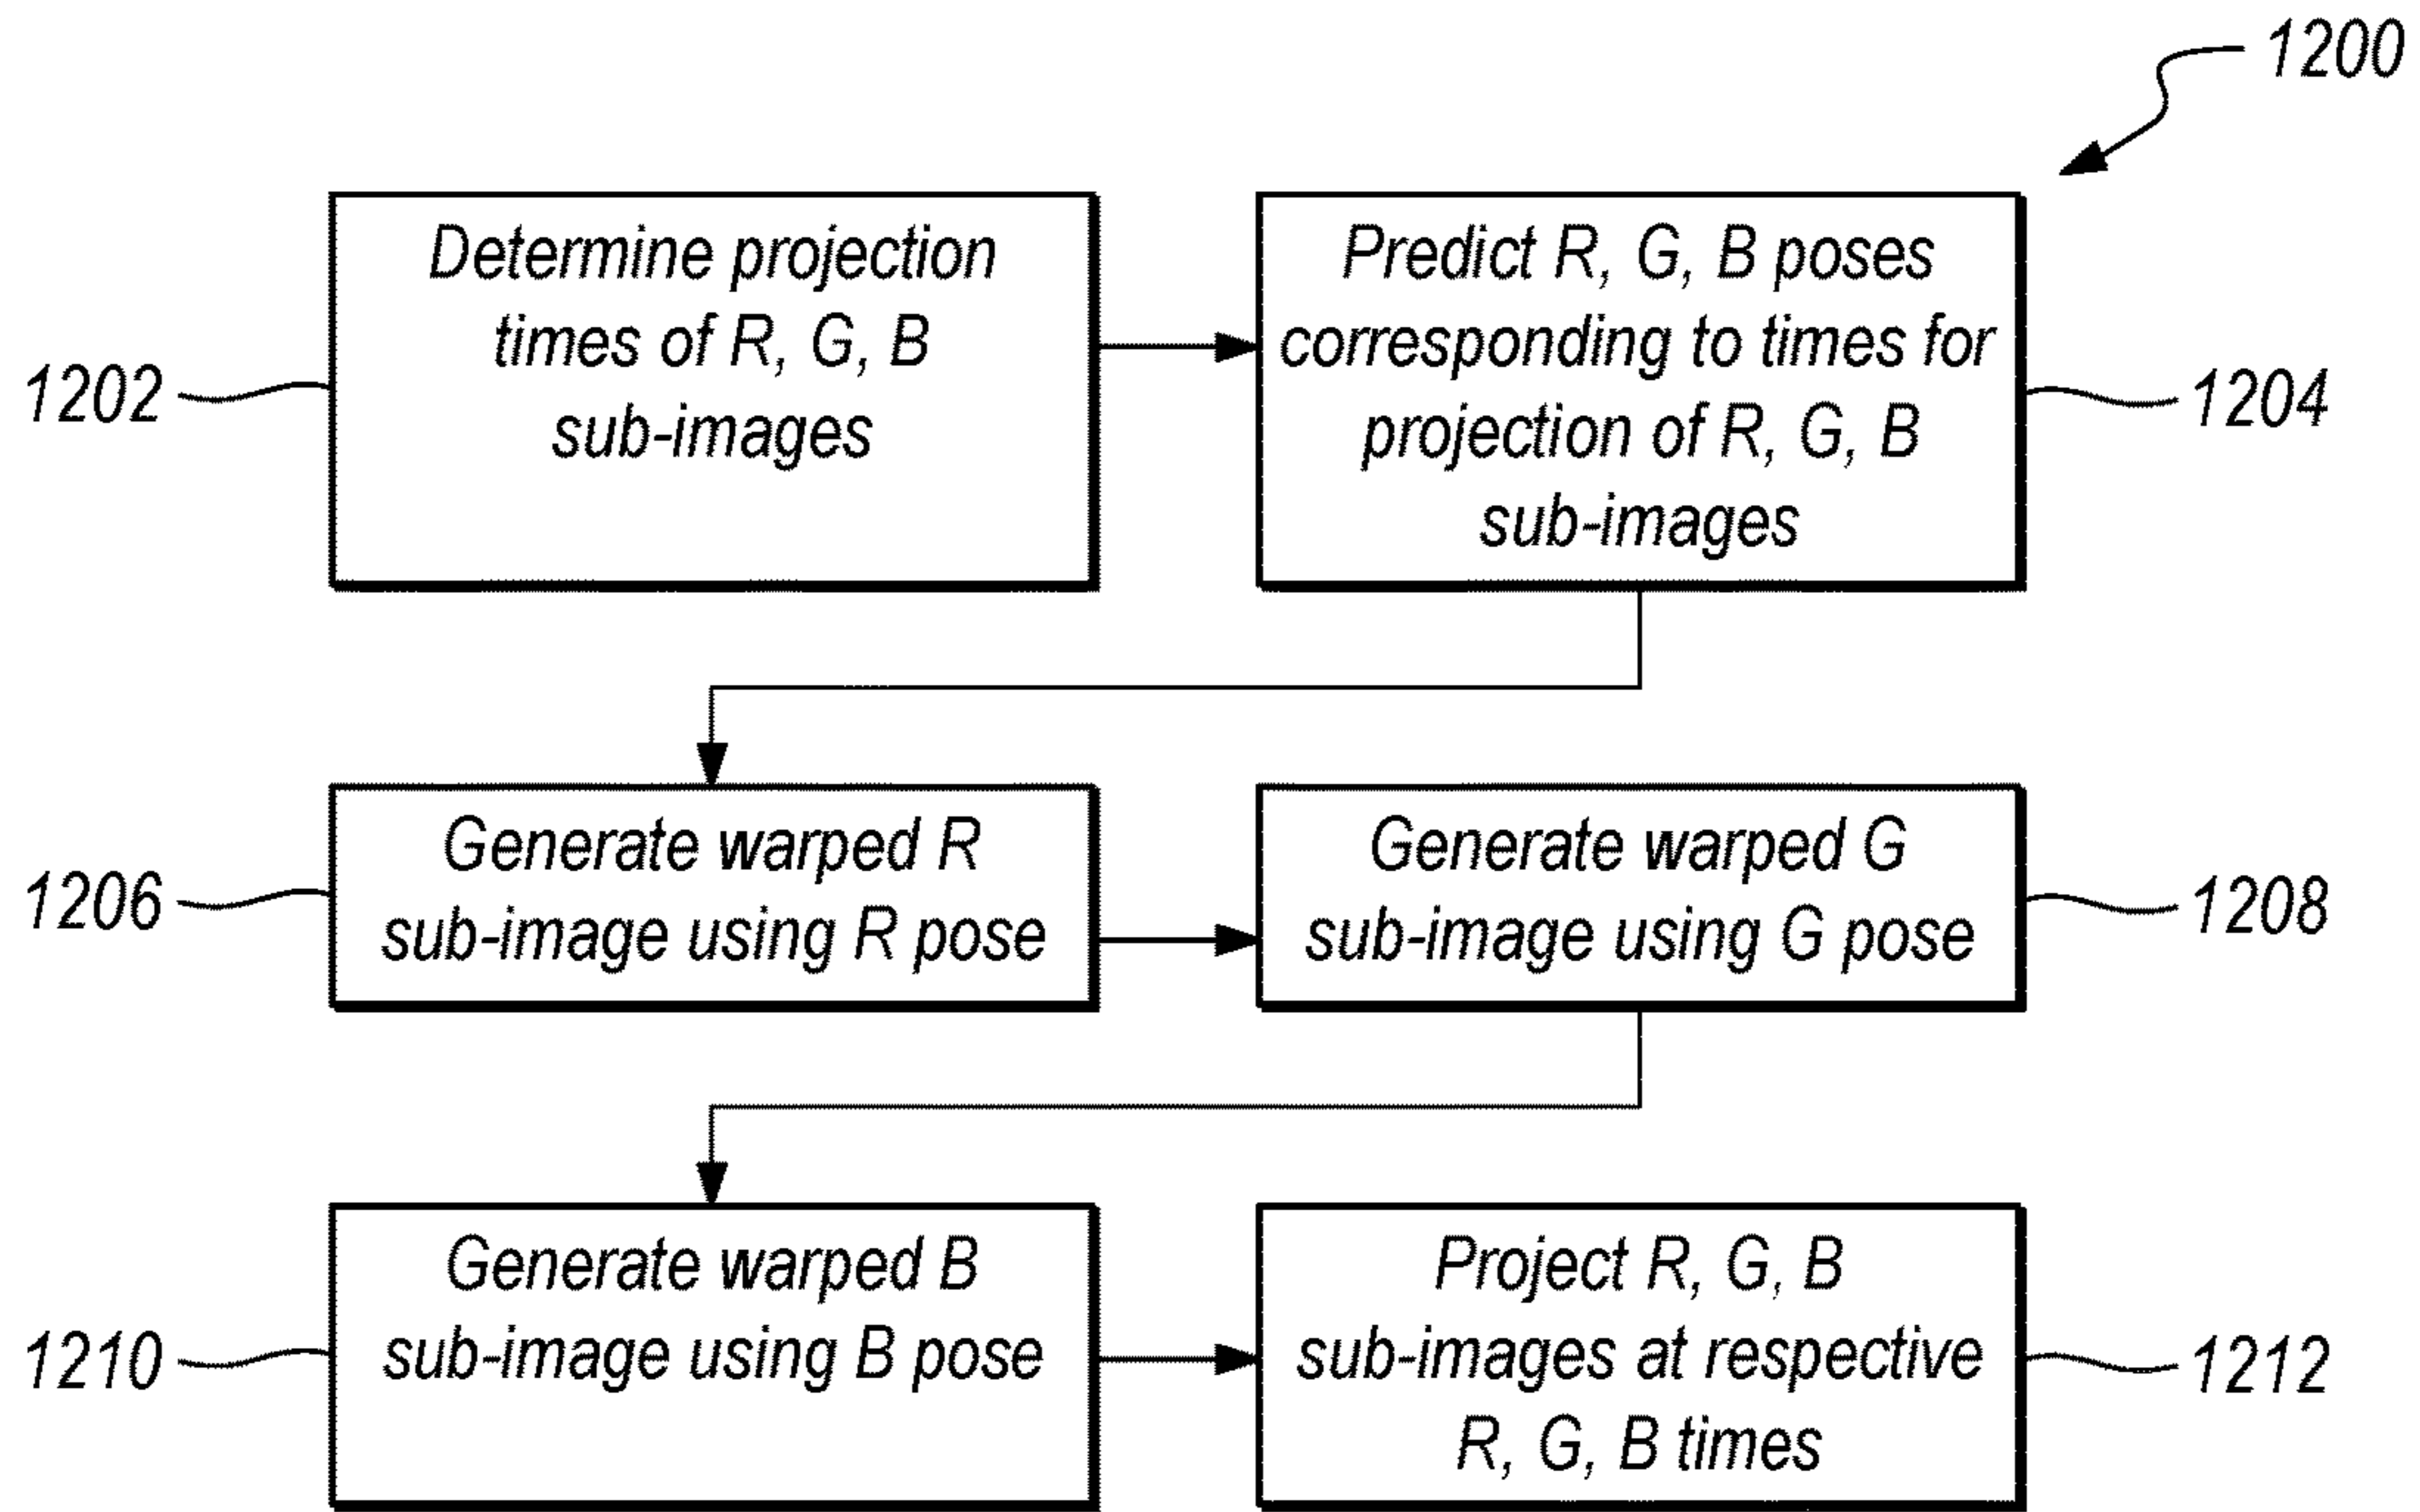 1200
Determine projection
times of R, G, B
sub-images
1202
Predict R, G, B poses
corresponding to times for
projection of R, G, B
sub-images
1204
Generate warped R
sub-image using R pose
1206
Generate warped G
sub-image using G pose
1208
Generate warped B
sub-image using B pose
1210
Project R, G, B
sub-images at respective
R, G, B times
1212